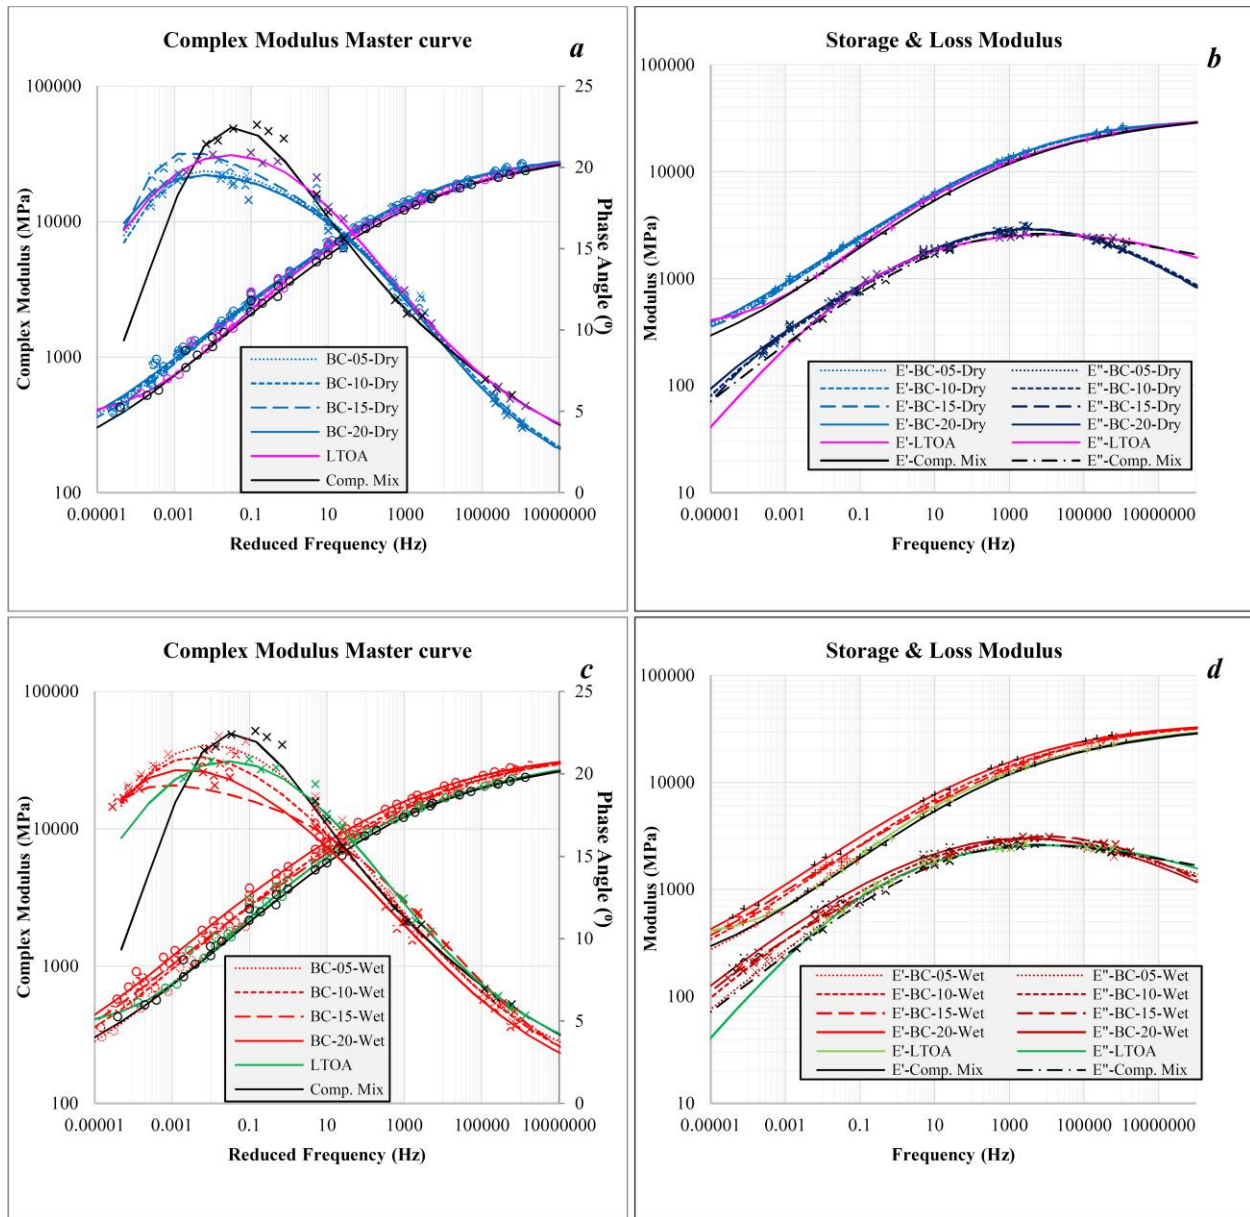 Complex Modulus Master curve
a
100000
10000
1000
100
Complex Modulus (MPa)
25
20
15
10
5
0
Phase Angle (º)
BC-05-Dry
BC-10-Dry
BC-15-Dry
BC-20-Dry
LTOA
Comp. Mix
0.00001 0.001 0.1 10 1000 100000 10000000
Reduced Frequency (Hz)
Storage & Loss Modulus
b
100000
10000
1000
100
10
Modulus (MPa)
E'-BC-05-Dry E"-BC-05-Dry
E'-BC-10-Dry E"-BC-10-Dry
E'-BC-15-Dry E"-BC-15-Dry
E'-BC-20-Dry E"-BC-20-Dry
E'-LTOA E"-LTOA
E'-Comp. Mix E"-Comp. Mix
0.00001 0.001 0.1 10 1000 100000 10000000
Frequency (Hz)
Complex Modulus Master curve
c
100000
10000
1000
100
Complex Modulus (MPa)
25
20
15
10
5
0
Phase Angle (º)
BC-05-Wet
BC-10-Wet
BC-15-Wet
BC-20-Wet
LTOA
Comp. Mix
0.00001 0.001 0.1 10 1000 100000 10000000
Reduced Frequency (Hz)
Storage & Loss Modulus
d
100000
10000
1000
100
10
Modulus (MPa)
E'-BC-05-Wet E"-BC-05-Wet
E'-BC-10-Wet E"-BC-10-Wet
E'-BC-15-Wet E"-BC-15-Wet
E'-BC-20-Wet E"-BC-20-Wet
E'-LTOA E"-LTOA
E'-Comp. Mix E"-Comp. Mix
0.00001 0.001 0.1 10 1000 100000 10000000
Frequency (Hz)